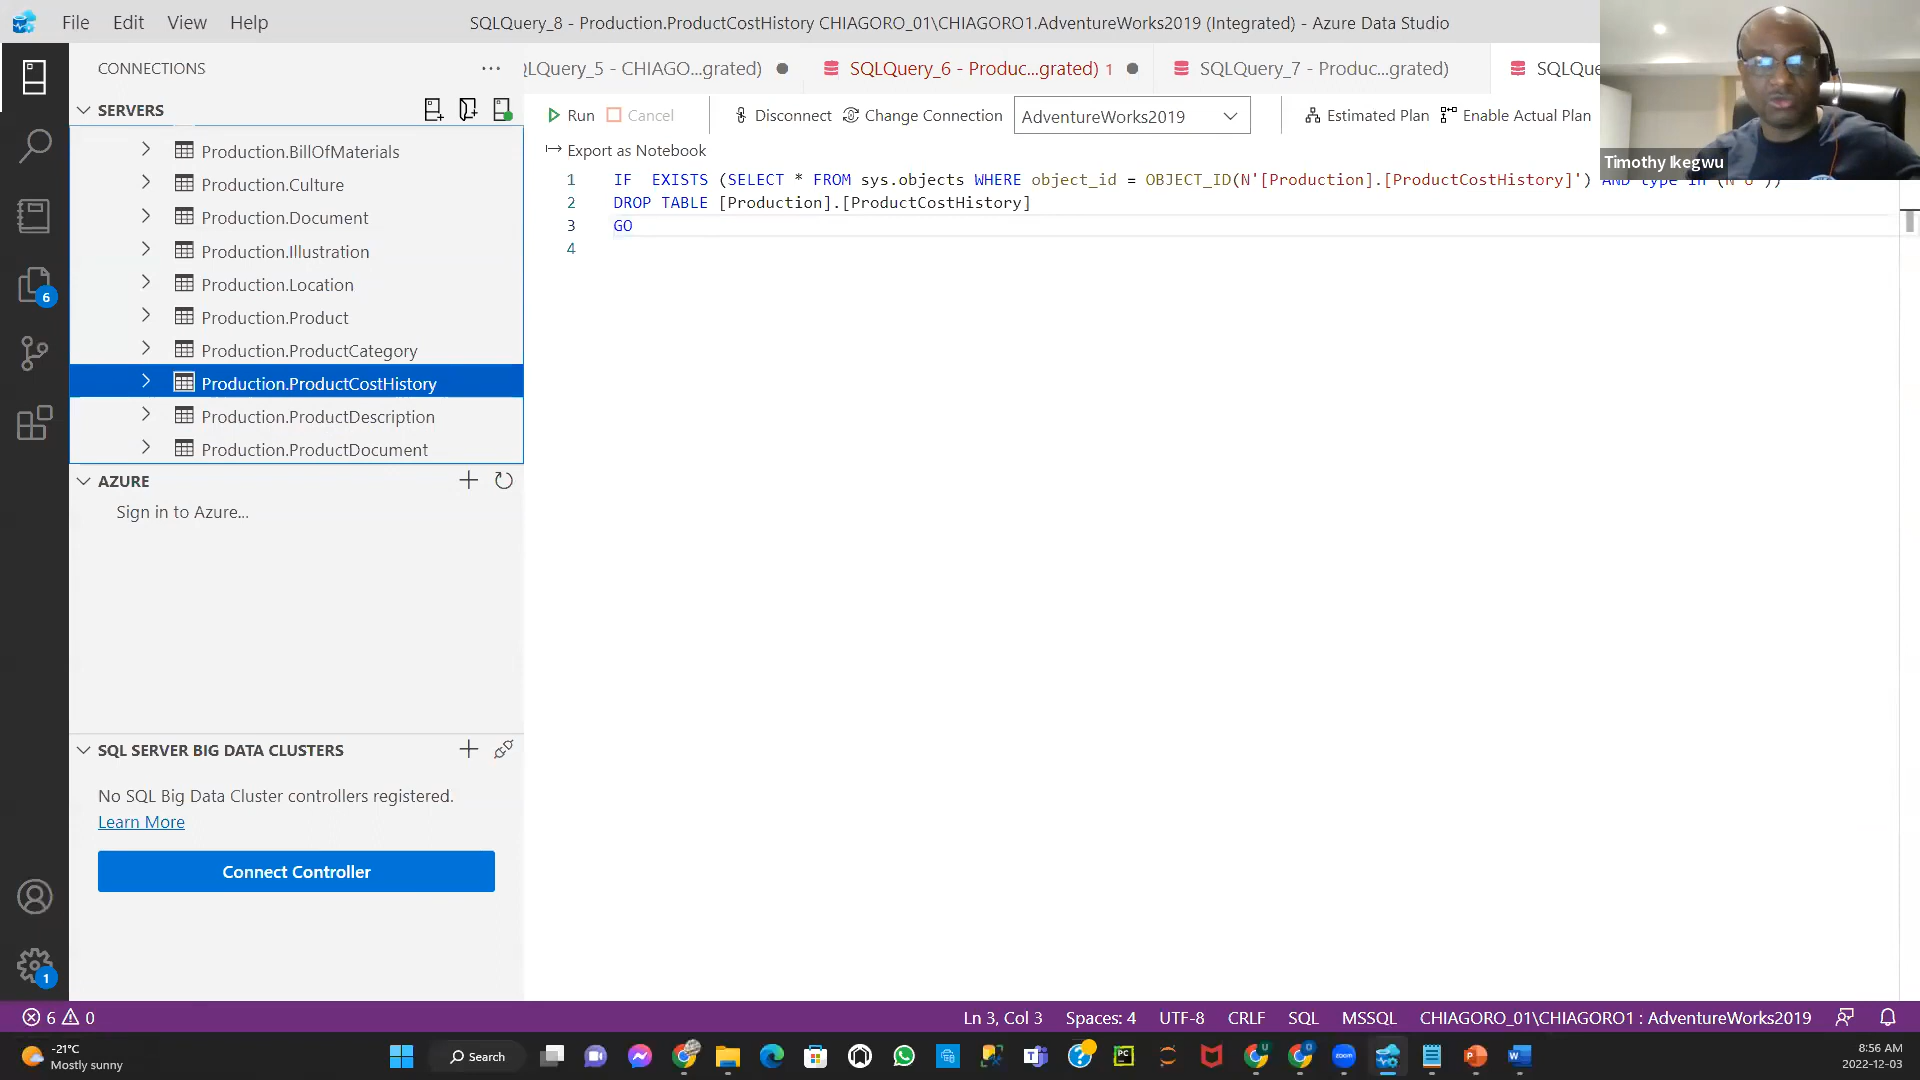 File Edit View Help
SQLQuery_8 - Production.ProductCostHistory CHIAGORO_01\CHIAGORO1.AdventureWorks2019 (Integrated) - Azure Data Studio
CONNECTIONS
LQuery_5 - CHIAGO...grated)
SQLQuery_6 - Produc...grated) 1
SQLQuery_7 - Produc...grated)
SQLQue
SERVERS
Run Cancel Disconnect Change Connection AdventureWorks2019 Estimated Plan Enable Actual Plan
Export as Notebook
Timothy Ikegwu
Production.BillOfMaterials
Production.Culture
Production.Document
Production.Illustration
Production.Location
Production.Product
Production.ProductCategory
Production.ProductCostHistory
Production.ProductDescription
Production.ProductDocument
1 IF EXISTS (SELECT * FROM sys.objects WHERE object_id = OBJECT_ID(N'[Production].[ProductCostHistory]') AND type in
2 DROP TABLE [Production].[ProductCostHistory]
3 GO
4
6
AZURE
Sign in to Azure...
SQL SERVER BIG DATA CLUSTERS
No SQL Big Data Cluster controllers registered.
Learn More
Connect Controller
1
6 0
Ln 3, Col 3 Spaces: 4 UTF-8 CRLF SQL MSSQL CHIAGORO_01\CHIAGORO1 : AdventureWorks2019
-21°C
Mostly sunny
Search
PC
zoom
8:56 AM
2022-12-03